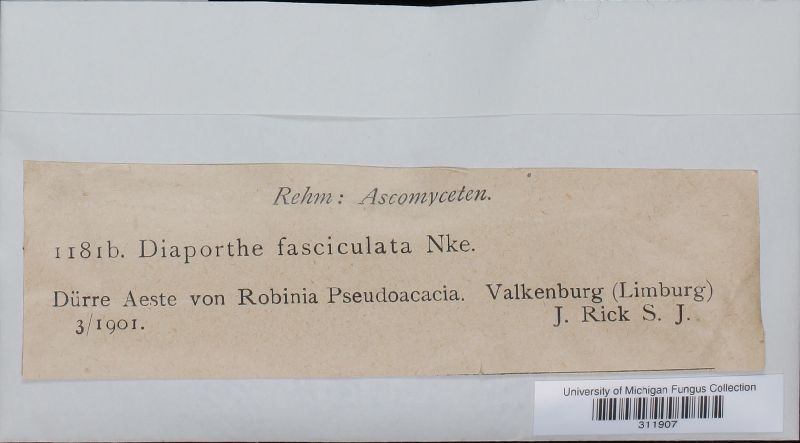 Rehm: Ascomyceten.
1181b. Diaporthe fasciculata Nke.
Dürre Aeste von Robinia Pseudoacacia. Valkenburg (Limburg)
3/1901. J. Rick S. J.
University of Michigan Fungus Collection
311907